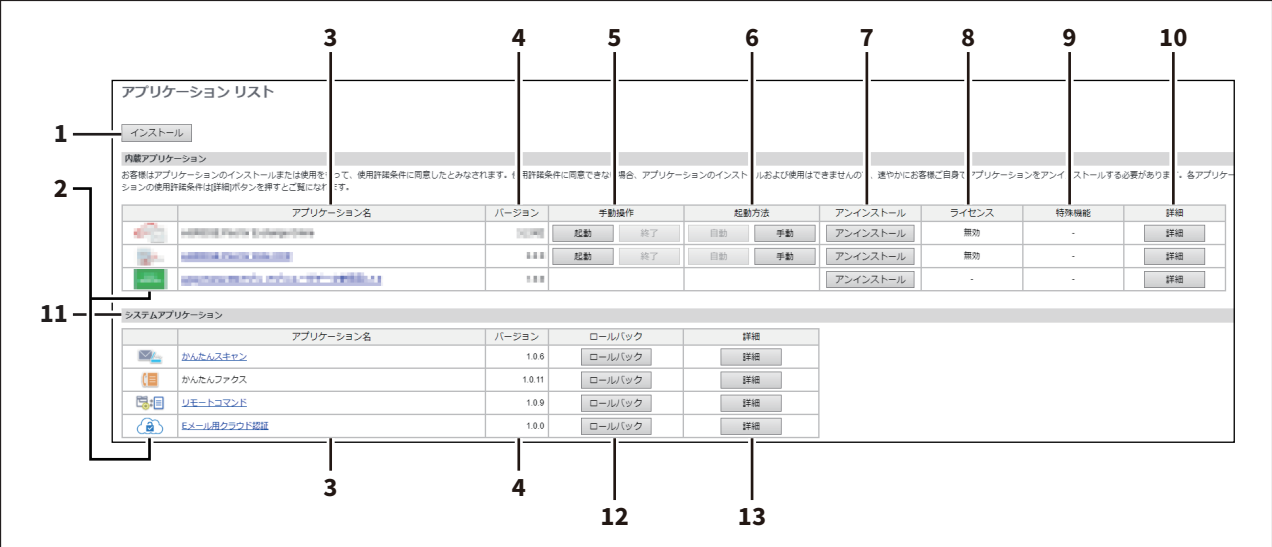 3 4 5 6 7 8 9 10
アプリケーション リスト
1 インストール
内蔵アプリケーション
2
お客様はアプリケーションのインストールまたは使用を って、使用許諾条件に同意したとみなされます。 用許諾条件に同意できな 場合、アプリケーションのインスト ルおよび使用はできませんの 、速やかにお客様ご自身で アプリケーションをアンイ ストールする必要があります。各アプリケー
ションの使用許諾条件は[詳細]ボタンを押すとご覧になれ ます。
アプリケーション名 バージョン 手動操作 起動方法 アンインストール ライセンス 特殊機能 詳細
起動 終了 自動 手動 アンインストール 無効 - 詳細
起動 終了 自動 手動 アンインストール 無効 - 詳細
アンインストール - - 詳細
11 システムアプリケーション
アプリケーション名 バージョン ロールバック 詳細
かんたんスキャン 1.0.6 ロールバック 詳細
かんたんファクス 1.0.11 ロールバック 詳細
リモートコマンド 1.0.9 ロールバック 詳細
Eメール用クラウド認証 1.0.0 ロールバック 詳細
3 4 12 13